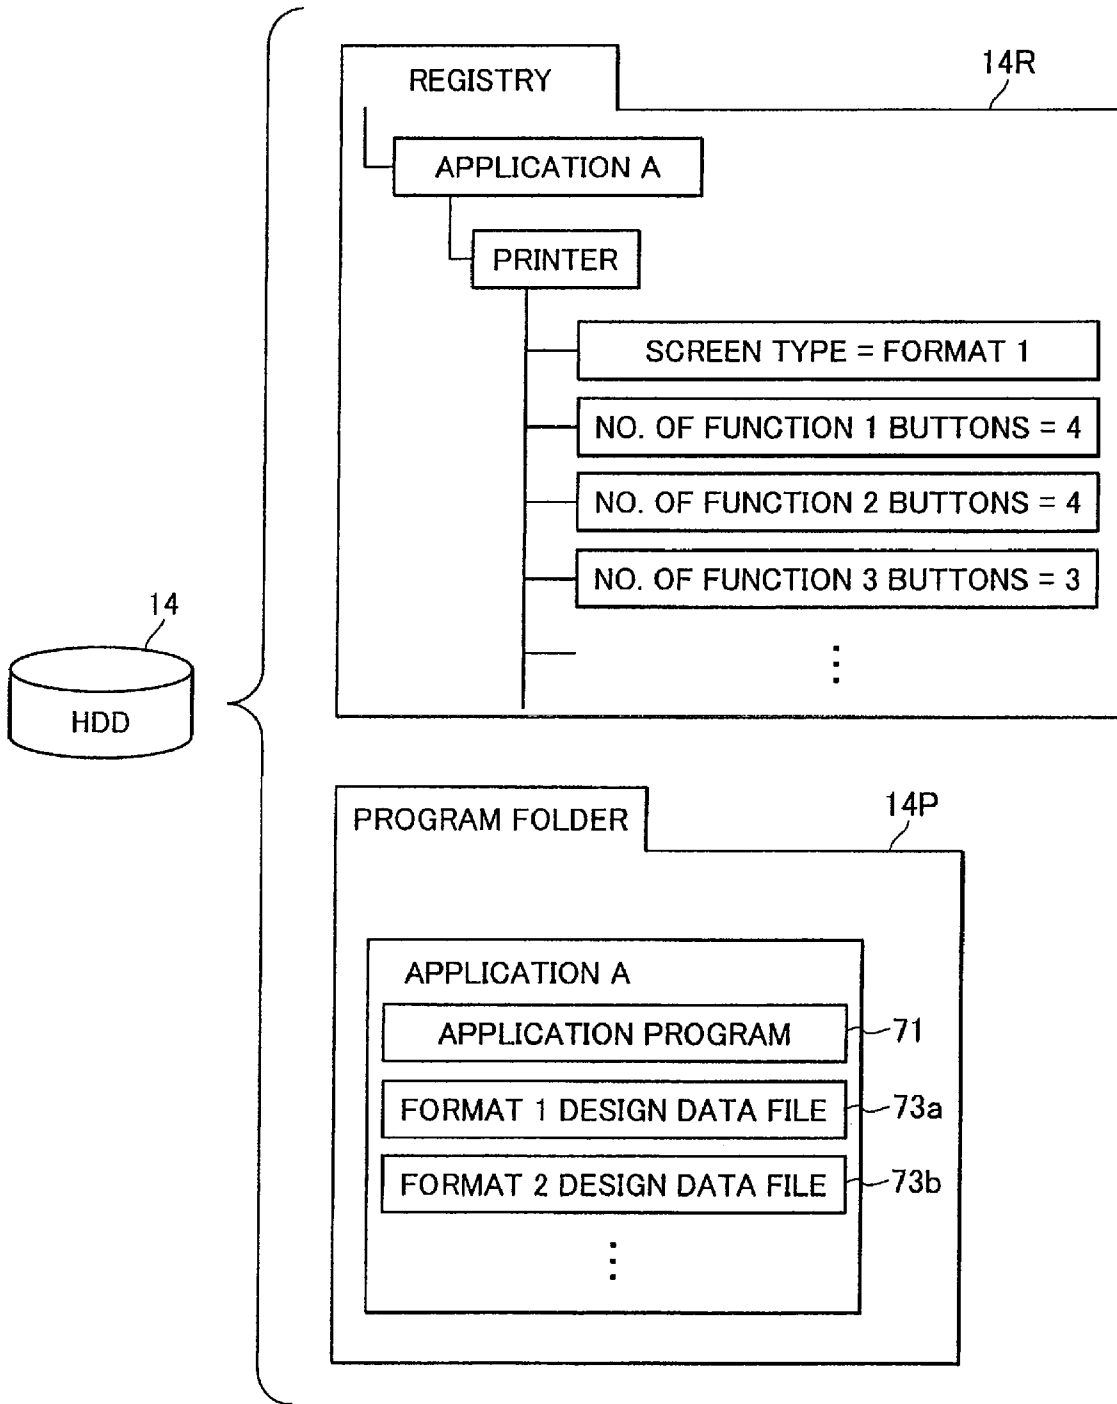 REGISTRY
14R
APPLICATION A
PRINTER
SCREEN TYPE = FORMAT 1
NO. OF FUNCTION 1 BUTTONS = 4
NO. OF FUNCTION 2 BUTTONS = 4
NO. OF FUNCTION 3 BUTTONS = 3
14
HDD
PROGRAM FOLDER
14P
APPLICATION A
APPLICATION PROGRAM
71
FORMAT 1 DESIGN DATA FILE
73a
FORMAT 2 DESIGN DATA FILE
73b